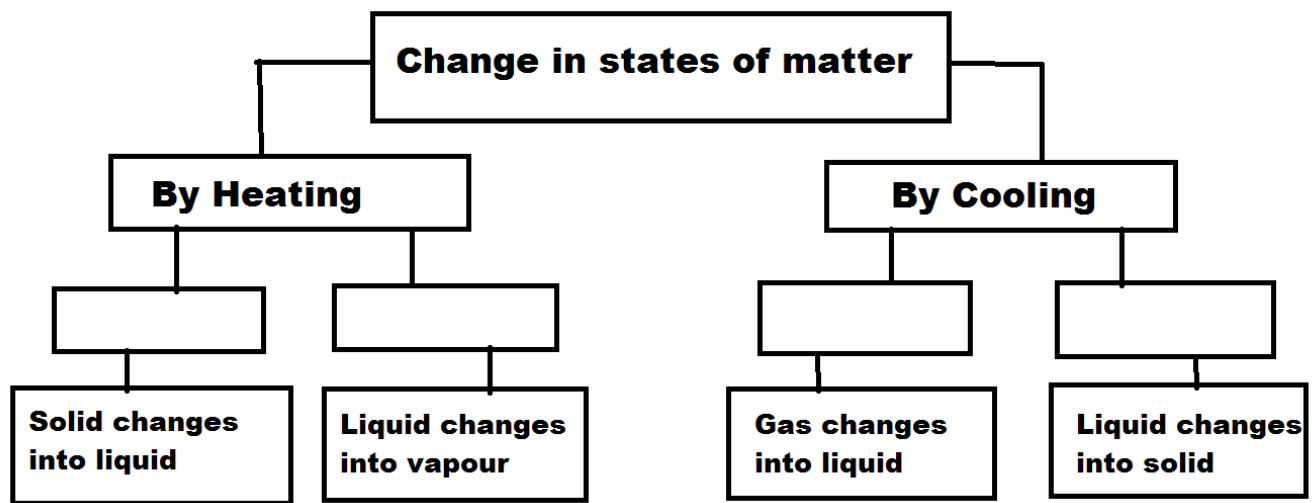 Change in states of matter
By Heating
By Cooling
Solid changes
into liquid
Liquid changes
into vapour
Gas changes
into liquid
Liquid changes
into solid